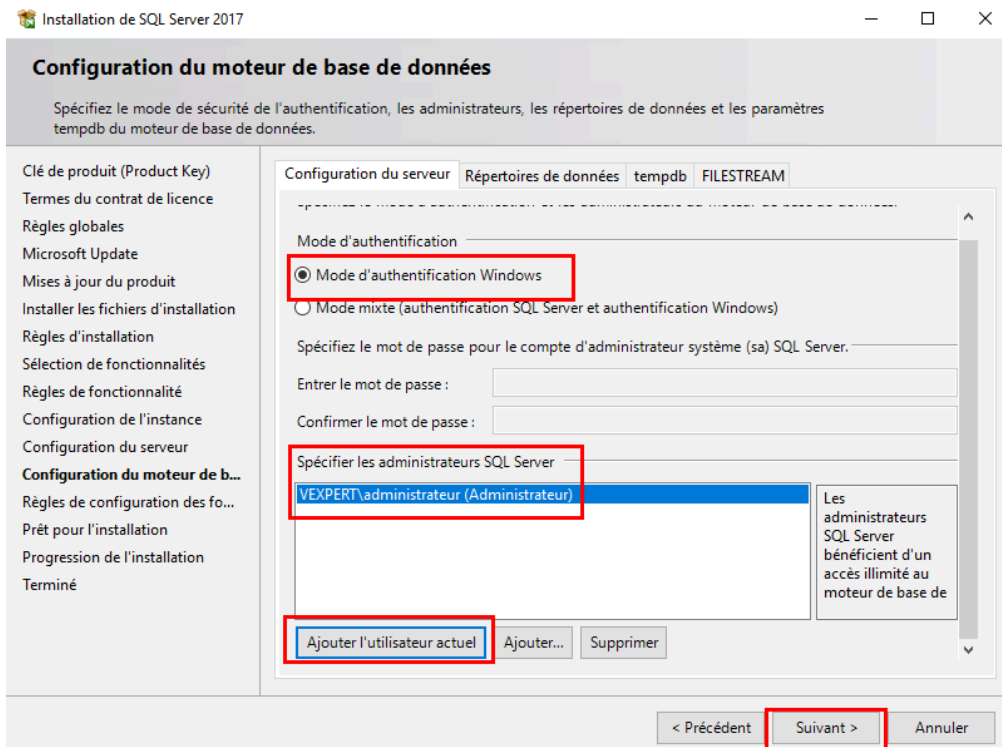 Installation de SQL Server 2017
Configuration du moteur de base de données
Spécifiez le mode de sécurité de l'authentification, les administrateurs, les répertoires de données et les paramètres
tempdb du moteur de base de données.
Clé de produit (Product Key)
Termes du contrat de licence
Règles globales
Microsoft Update
Mises à jour du produit
Installer les fichiers d'installation
Règles d'installation
Sélection de fonctionnalités
Règles de fonctionnalité
Configuration de l'instance
Configuration du serveur
Configuration du moteur de b...
Règles de configuration des fo...
Prêt pour l'installation
Progression de l'installation
Terminé
Configuration du serveur Répertoires de données tempdb FILESTREAM
Mode d'authentification
Mode d'authentification Windows
Mode mixte (authentification SQL Server et authentification Windows)
Spécifiez le mot de passe pour le compte d'administrateur système (sa) SQL Server.
Entrer le mot de passe :
Confirmer le mot de passe :
Spécifier les administrateurs SQL Server
VEXPERT\administrateur (Administrateur)
Les
administrateurs
SQL Server
bénéficient d'un
accès illimité au
moteur de base de
Ajouter l'utilisateur actuel Ajouter... Supprimer
< Précédent Suivant > Annuler